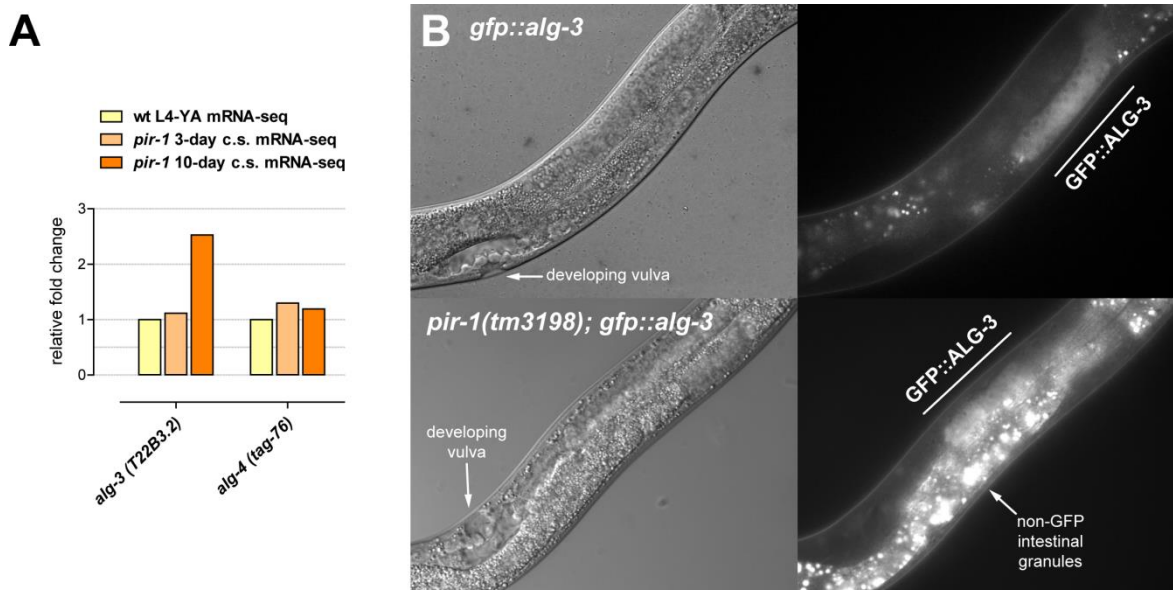 A
wt L4-YA mRNA-seq
pir-1 3-day c.s. mRNA-seq
pir-1 10-day c.s. mRNA-seq
relative fold change
3
2
1
0
alg-3 (T22B3.2)
alg-4 (tag-76)
B
gfp::alg-3
developing vulva
GFP::ALG-3
pir-1(tm3198); gfp::alg-3
developing
vulva
GFP::ALG-3
non-GFP
intestinal
granules